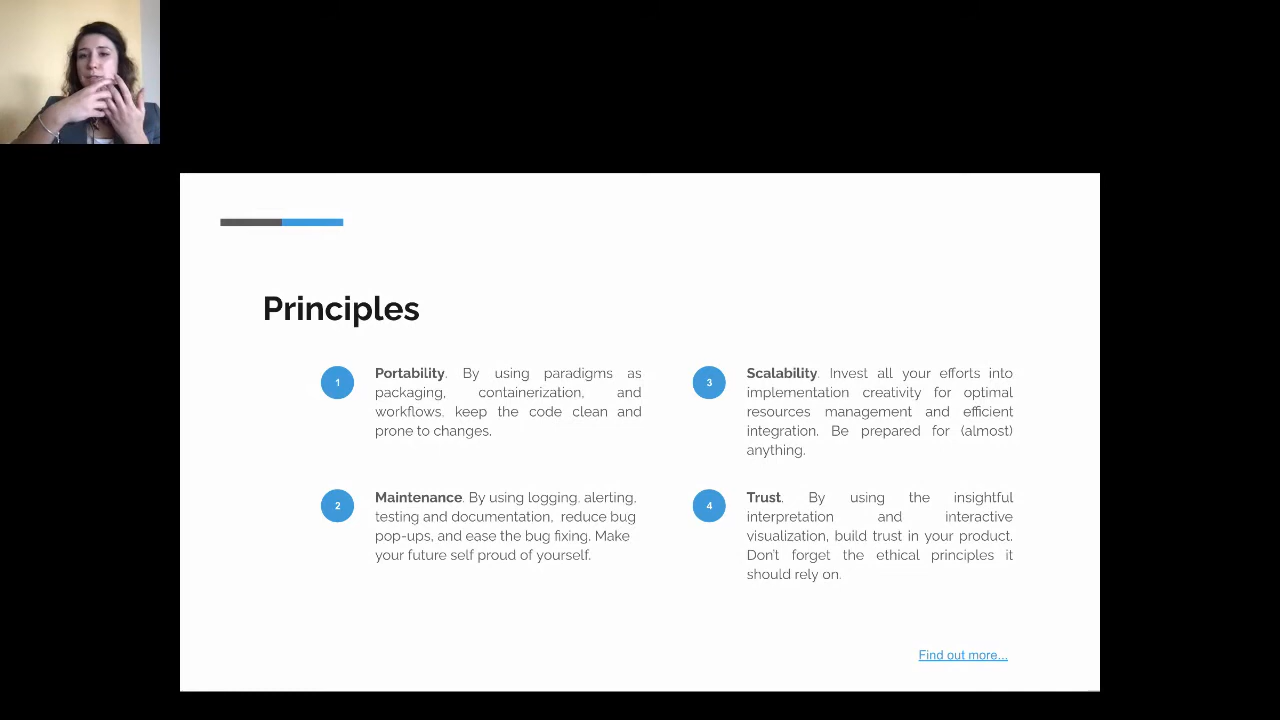 Principles
1
Portability. By using paradigms as
packaging, containerization, and
workflows, keep the code clean and
prone to changes.
2
Maintenance. By using logging, alerting,
testing and documentation, reduce bug
pop-ups, and ease the bug fixing. Make
your future self proud of yourself.
3
Scalability. Invest all your efforts into
implementation creativity for optimal
resources management and efficient
integration. Be prepared for (almost)
anything.
4
Trust. By using the insightful
interpretation and interactive
visualization, build trust in your product.
Don't forget the ethical principles it
should rely on.
Find out more...